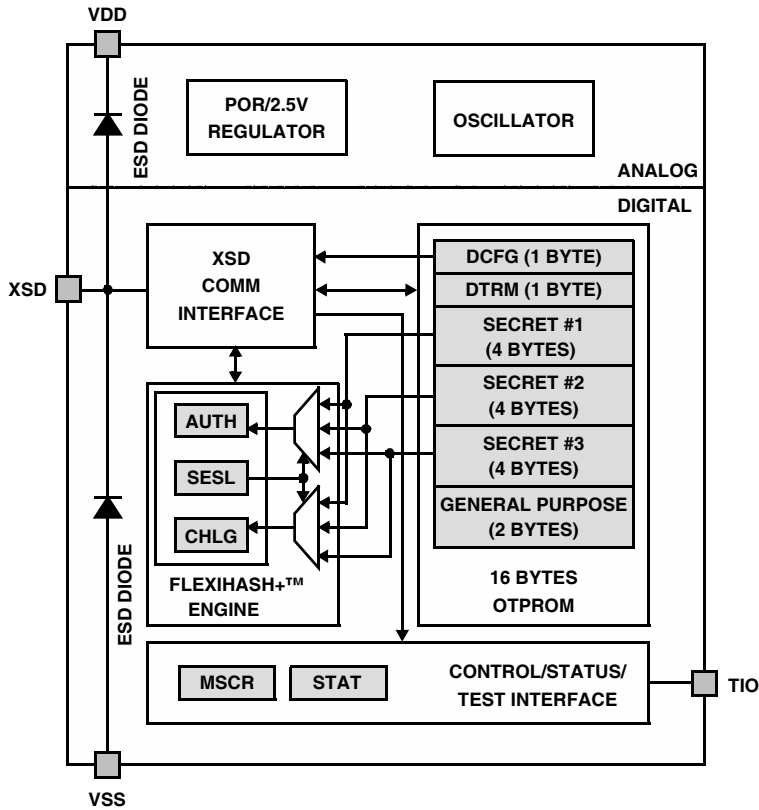 VDD
ESD DIODE
POR/2.5V
REGULATOR
OSCILLATOR
ANALOG
DIGITAL
XSD
XSD
COMM
INTERFACE
DCFG (1 BYTE)
DTRM (1 BYTE)
SECRET #1
(4 BYTES)
SECRET #2
(4 BYTES)
SECRET #3
(4 BYTES)
GENERAL PURPOSE
(2 BYTES)
16 BYTES
OTPROM
AUTH
SESL
CHLG
FLEXIHASH+™
ENGINE
ESD DIODE
MSCR
STAT
CONTROL/STATUS/
TEST INTERFACE
TIO
VSS